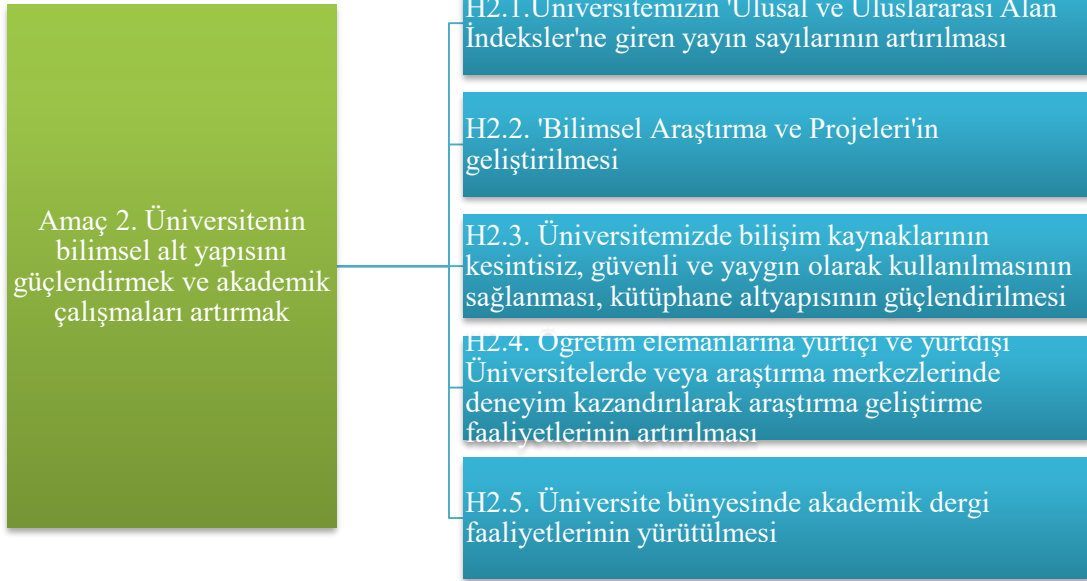 Amaç 2. Üniversitenin
bilimsel alt yapısını
güçlendirmek ve akademik
çalışmaları artırmak
H2.1.Üniversitemizin 'Ulusal ve Uluslararası Alan
İndeksler'ne giren yayın sayılarının artırılması
H2.2. 'Bilimsel Araştırma ve Projeleri'in
geliştirilmesi
H2.3. Üniversitemizde bilişim kaynaklarının
kesintisiz, güvenli ve yaygın olarak kullanılmasının
sağlanması, kütüphane altyapısının güçlendirilmesi
H2.4. Öğretim elemanlarına yurtiçi ve yurtdışı
Üniversitelerde veya araştırma merkezlerinde
deneyim kazandırılarak araştırma geliştirme
faaliyetlerinin artırılması
H2.5. Üniversite bünyesinde akademik dergi
faaliyetlerinin yürütülmesi